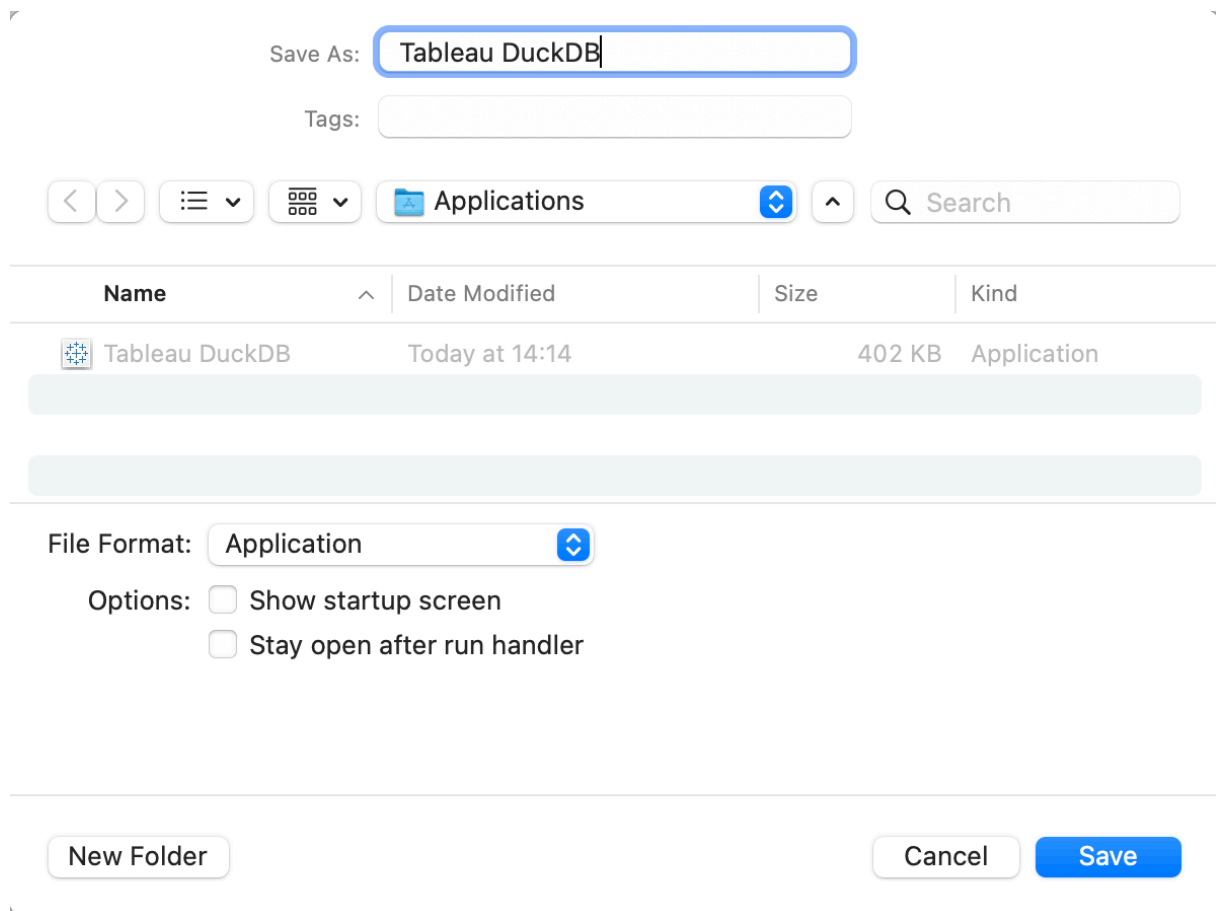 Save As: Tableau DuckDB
Tags:
Applications Search
Name Date Modified Size Kind
Tableau DuckDB Today at 14:14 402 KB Application
File Format: Application
Options: Show startup screen
Stay open after run handler
New Folder Cancel Save